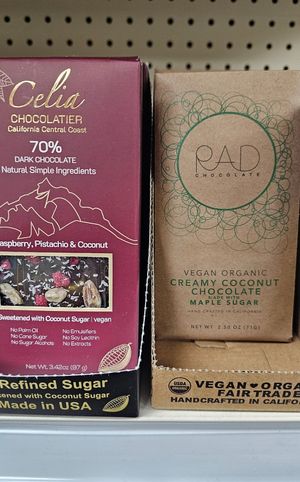 Celia
CHOCOLATIER
California Central Coast
70%
DARK CHOCOLATE
Natural Simple Ingredients
aspberry, Pistachio & Coconut
Sweetened with Coconut Sugar | vegan
No Palm Oil
No Cane Sugar
No Sugar Alcohols
No Emulsifiers
No Soy Lecithin
No Extracts
Net Wt. 3.42oz (97 g)
Refined Sugar
ened with Coconut Sugar
Made in USA
RAD
CHOCOLATE
VEGAN ORGANIC
CREAMY COCONUT
CHOCOLATE
MADE WITH
MAPLE SUGAR
HAND CRAFTED IN CALIFORNIA
NET WT. 2.50 OZ (71G)
USDA
ORGANIC
VEGAN ♥ ORGA
FAIR TRADE
HANDCRAFTED IN CALIFOR